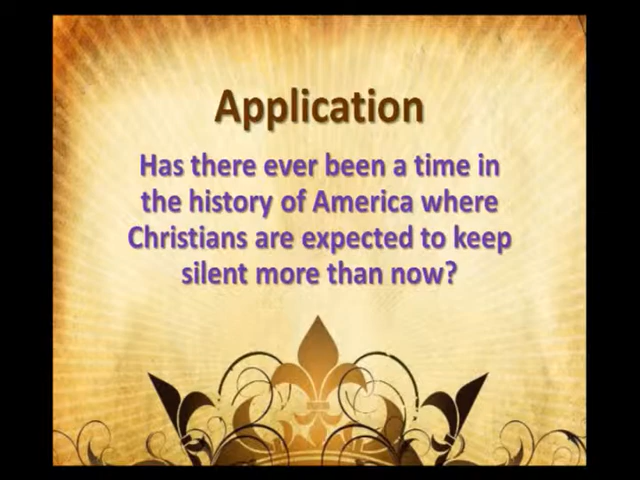 Application
Has there ever been a time in
the history of America where
Christians are expected to keep
silent more than now?